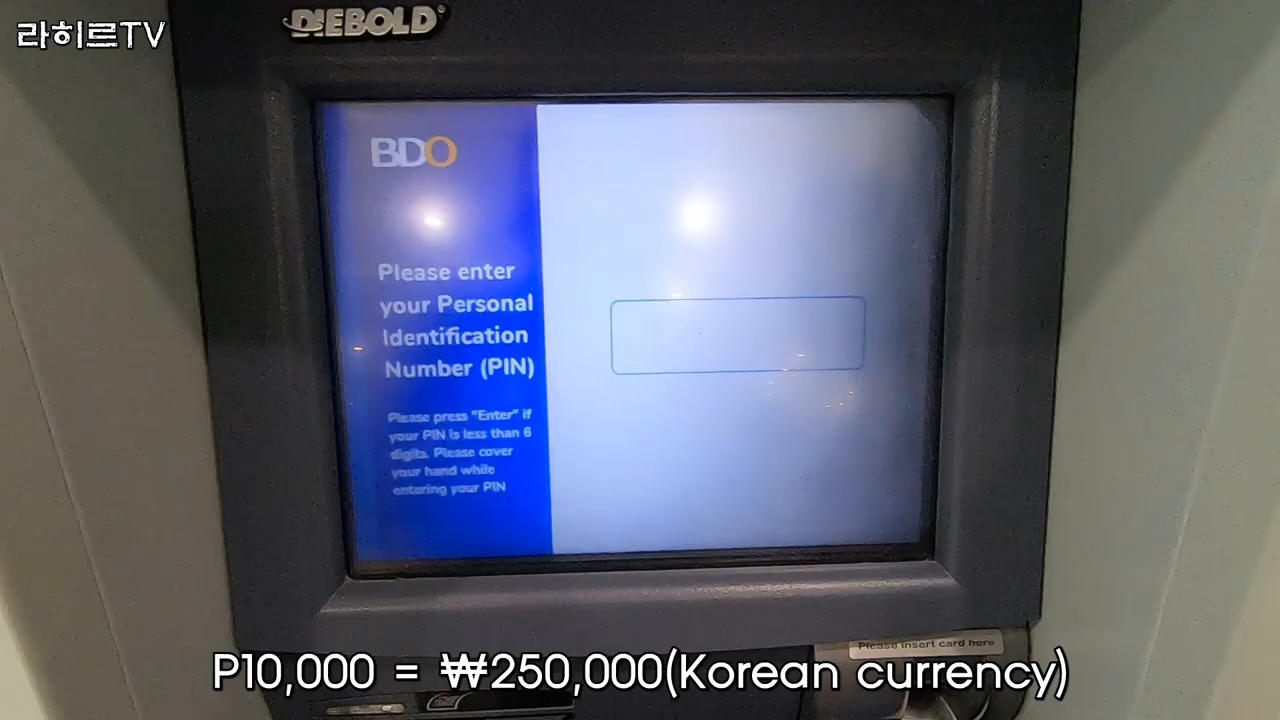 라히르TV
DIEBOLD
BDO
Please enter
your Personal
Identification
Number (PIN)
Please press "Enter" if
your PIN is less than 6
digits. Please cover
your hand while
entering your PIN
Please insert card here
P10,000 = ₩250,000(Korean currency)